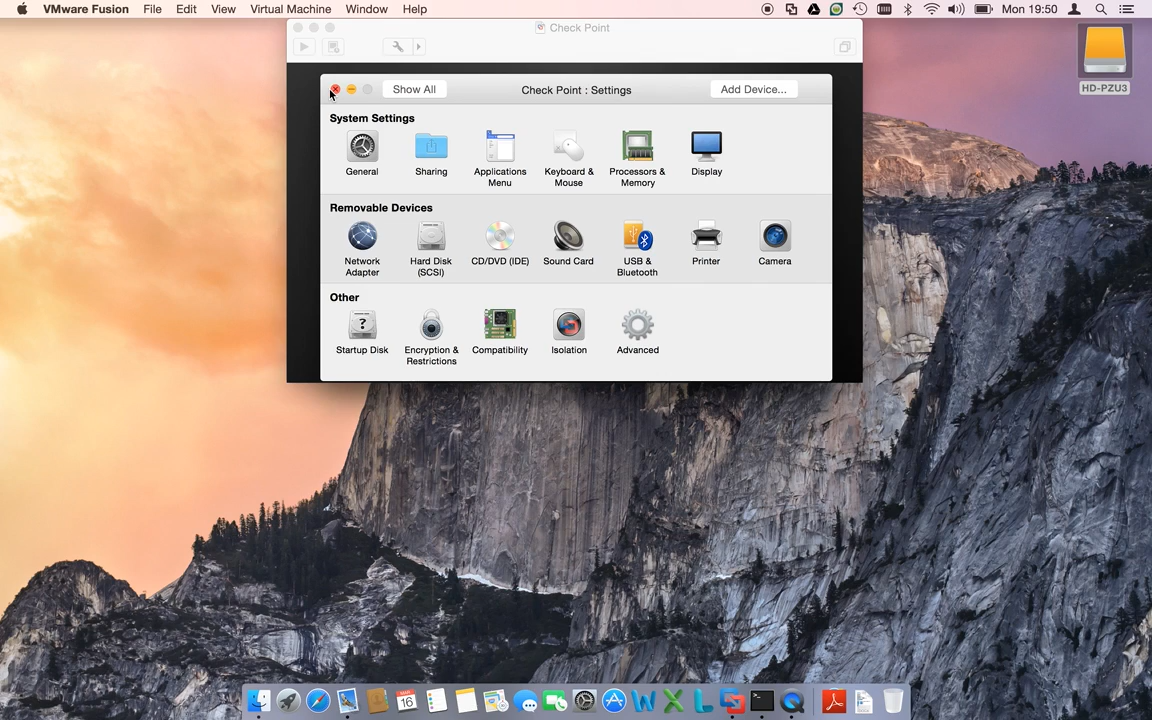 VMware Fusion File Edit View Virtual Machine Window Help Mon 19:50
Check Point
HD-PZU3
Show All Check Point : Settings Add Device...
System Settings
General Sharing Applications Menu Keyboard & Mouse Processors & Memory Display
Removable Devices
Network Adapter Hard Disk (SCSI) CD/DVD (IDE) Sound Card USB & Bluetooth Printer Camera
Other
Startup Disk Encryption & Restrictions Compatibility Isolation Advanced
16